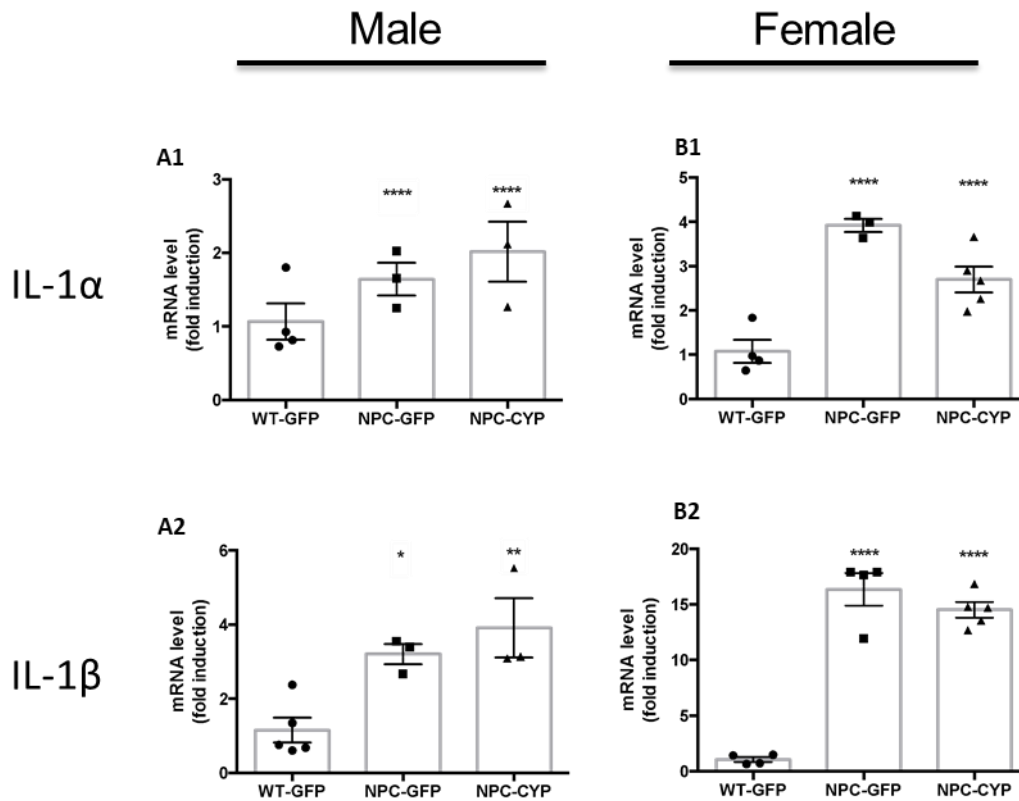 Male
Female
IL-1α
A1
mRNA level
(fold induction)
3
2
1
0
****
****
WT-GFP
NPC-GFP
NPC-CYP
B1
mRNA level
(fold induction)
5
4
3
2
1
0
****
****
WT-GFP
NPC-GFP
NPC-CYP
IL-1β
A2
mRNA level
(fold induction)
6
4
2
0
*
**
WT-GFP
NPC-GFP
NPC-CYP
B2
mRNA level
(fold induction)
20
15
10
5
0
****
****
WT-GFP
NPC-GFP
NPC-CYP